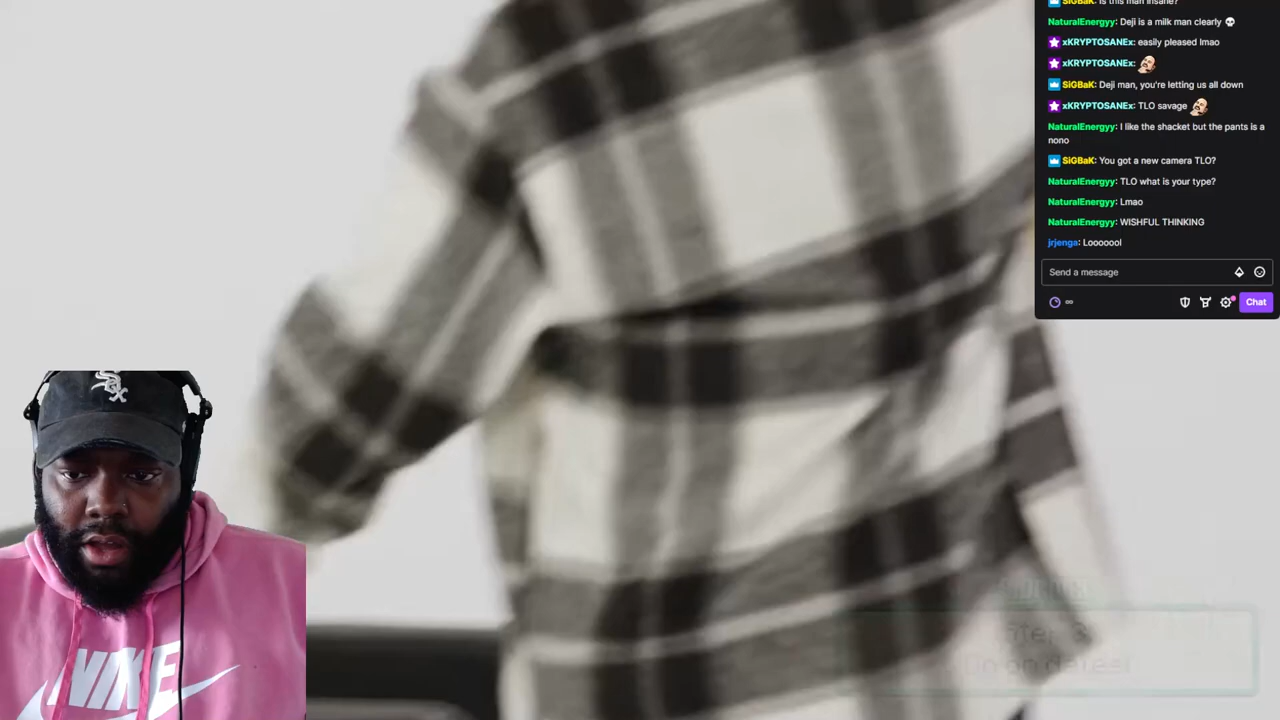 SiGBaK: Is this man insane?
NaturalEnergyy: Deji is a milk man clearly 💀
xKRYPTOSANEx: easily pleased lmao
xKRYPTOSANEx:
SiGBaK: Deji man, you're letting us all down
xKRYPTOSANEx: TLO savage
NaturalEnergyy: I like the shacket but the pants is a
nono
SiGBaK: You got a new camera TLO?
NaturalEnergyy: TLO what is your type?
NaturalEnergyy: Lmao
NaturalEnergyy: WISHFUL THINKING
jrjenga: Looooool
Send a message
∞
Chat
SOX
NIKE